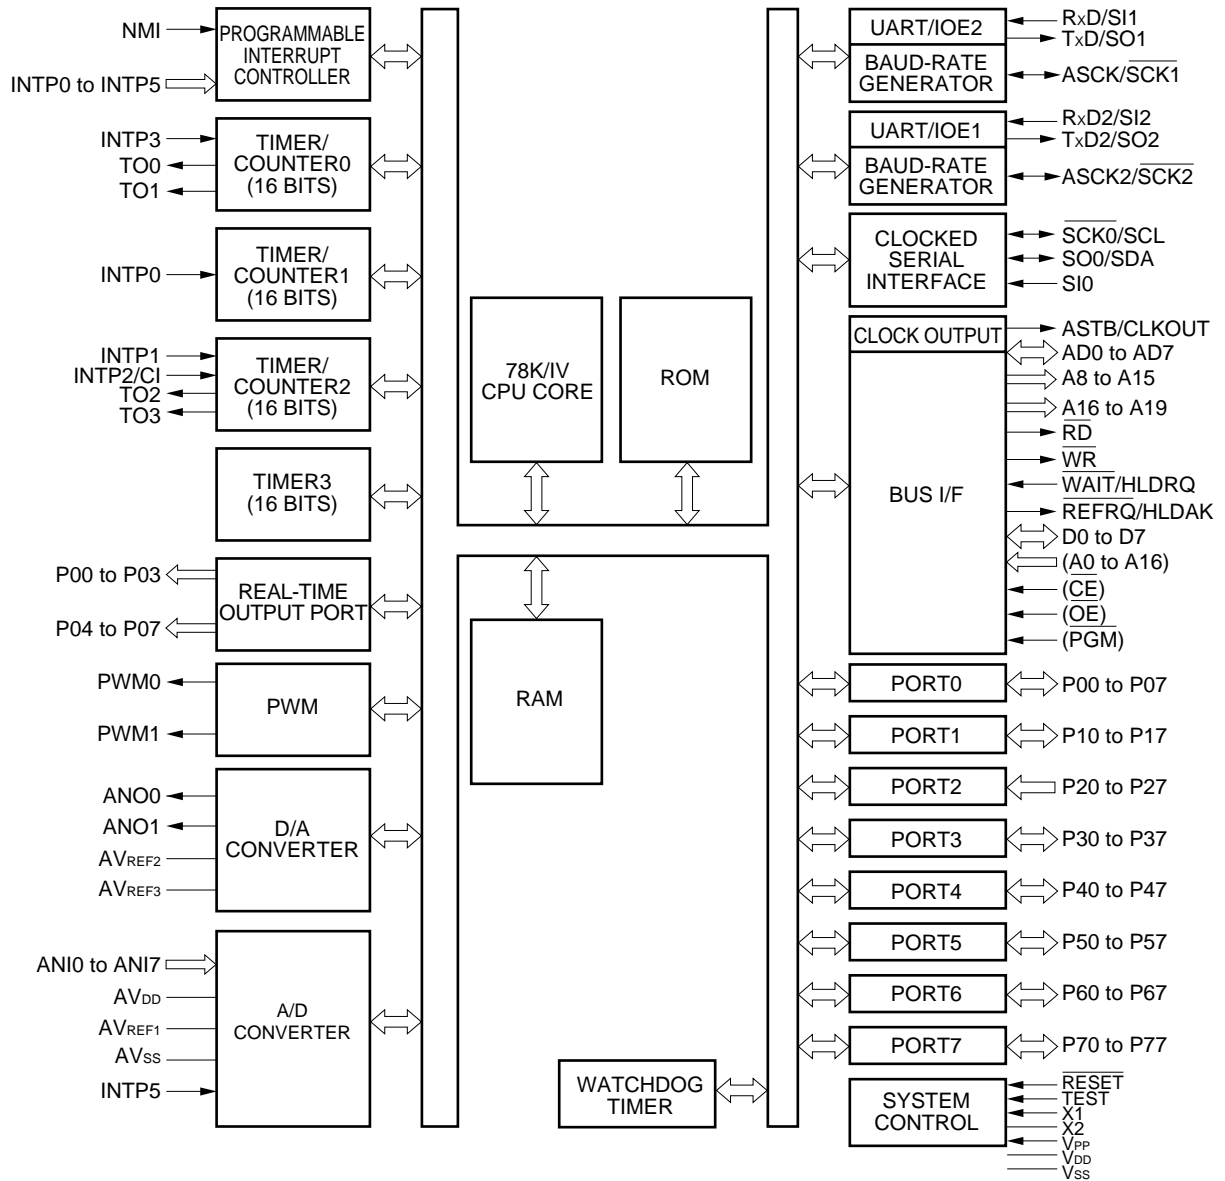 NMI
INTP0 to INTP5
PROGRAMMABLE
INTERRUPT
CONTROLLER
INTP3
TO0
TO1
TIMER/
COUNTER0
(16 BITS)
INTP0
TIMER/
COUNTER1
(16 BITS)
INTP1
INTP2/CI
TO2
TO3
TIMER/
COUNTER2
(16 BITS)
TIMER3
(16 BITS)
P00 to P03
P04 to P07
REAL-TIME
OUTPUT PORT
PWM0
PWM1
PWM
ANO0
ANO1
AVREF2
AVREF3
D/A
CONVERTER
ANI0 to ANI7
AVDD
AVREF1
AVSS
INTP5
A/D
CONVERTER
78K/IV
CPU CORE
ROM
RAM
WATCHDOG
TIMER
UART/IOE2
BAUD-RATE
GENERATOR
RxD/SI1
TxD/SO1
ASCK/SCK1
UART/IOE1
BAUD-RATE
GENERATOR
RxD2/SI2
TxD2/SO2
ASCK2/SCK2
CLOCKED
SERIAL
INTERFACE
SCK0/SCL
SO0/SDA
SI0
CLOCK OUTPUT
BUS I/F
ASTB/CLKOUT
AD0 to AD7
A8 to A15
A16 to A19
RD
WR
WAIT/HLDRQ
REFRQ/HLDAK
D0 to D7
(A0 to A16)
(CE)
(OE)
(PGM)
PORT0
P00 to P07
PORT1
P10 to P17
PORT2
P20 to P27
PORT3
P30 to P37
PORT4
P40 to P47
PORT5
P50 to P57
PORT6
P60 to P67
PORT7
P70 to P77
SYSTEM
CONTROL
RESET
TEST
X1
X2
VPP
VDD
VSS